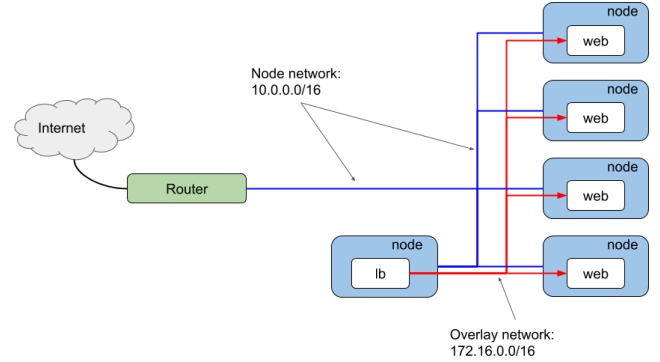 node
web
Node network:
10.0.0.0/16
node
web
Internet
Router
node
web
node
lb
node
web
Overlay network:
172.16.0.0/16